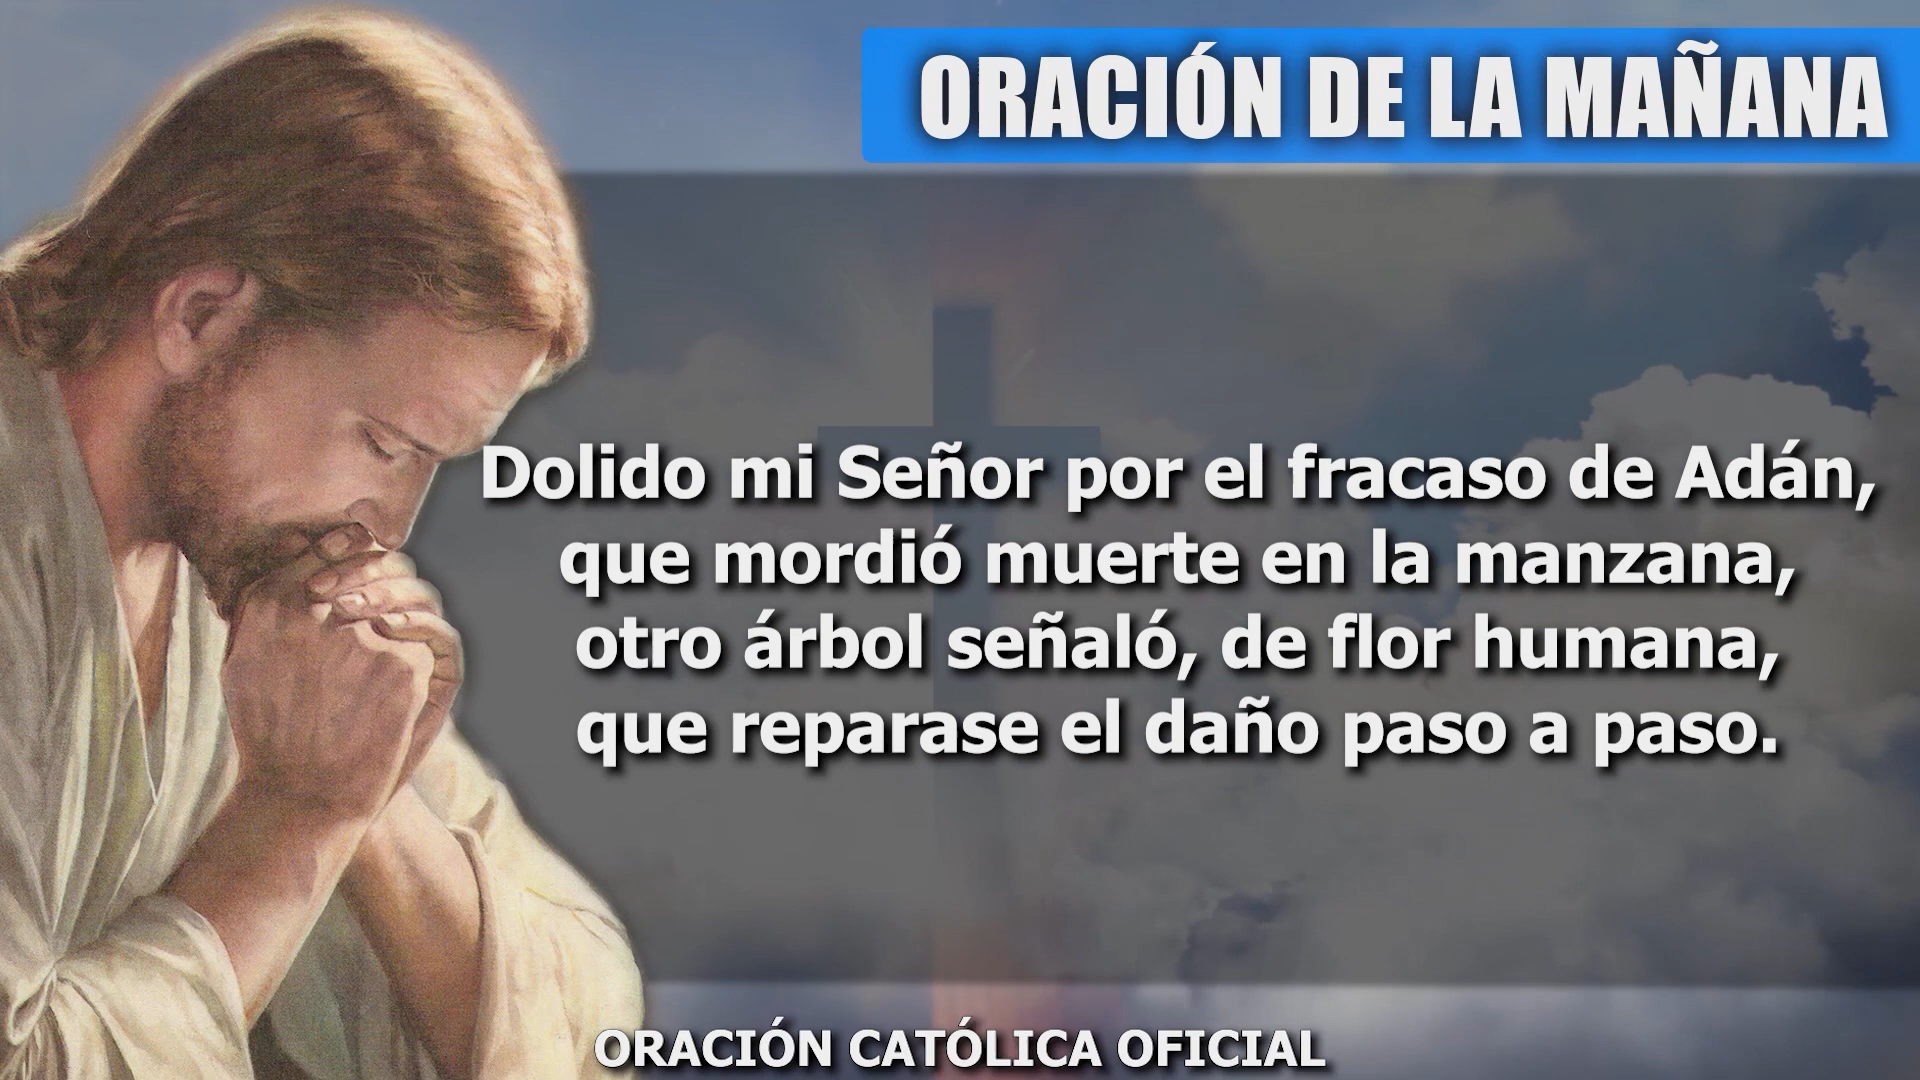 ORACIÓN DE LA MAÑANA
Dolido mi Señor por el fracaso de Adán,
que mordió muerte en la manzana,
otro árbol señaló, de flor humana,
que reparase el daño paso a paso.
ORACIÓN CATÓLICA OFICIAL